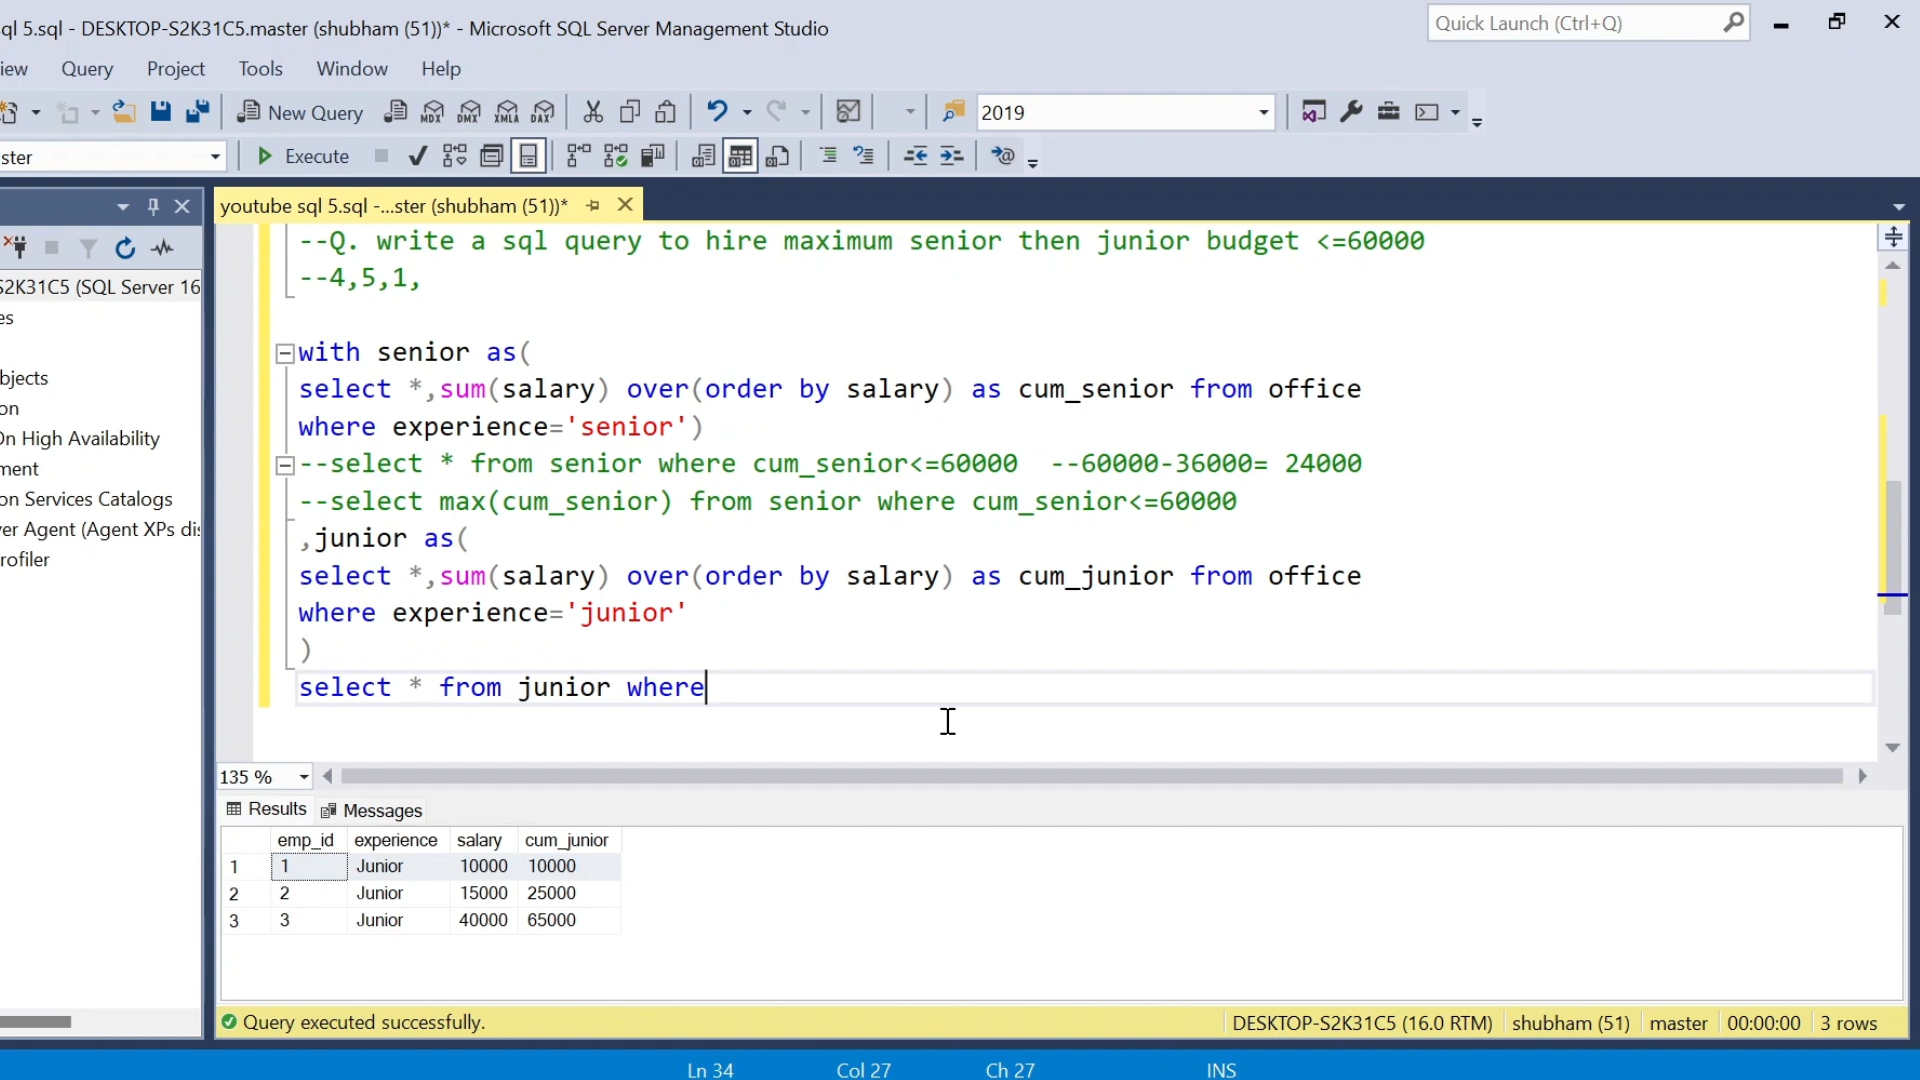 ql 5.sql - DESKTOP-S2K31C5.master (shubham (51))* - Microsoft SQL Server Management Studio
Quick Launch (Ctrl+Q)
iew Query Project Tools Window Help
New Query MDX DMX XMLA DAX 2019
ster Execute
youtube sql 5.sql -...ster (shubham (51))*
--Q. write a sql query to hire maximum senior then junior budget <=60000
--4,5,1,
with senior as(
select *,sum(salary) over(order by salary) as cum_senior from office
where experience='senior')
--select * from senior where cum_senior<=60000  --60000-36000= 24000
--select max(cum_senior) from senior where cum_senior<=60000
,junior as(
select *,sum(salary) over(order by salary) as cum_junior from office
where experience='junior'
)
select * from junior where
S2K31C5 (SQL Server 16
es
bjects
on
On High Availability
ment
on Services Catalogs
ver Agent (Agent XPs dis
rofiler
135 %
Results Messages
emp_id experience salary cum_junior
1 1 Junior 10000 10000
2 2 Junior 15000 25000
3 3 Junior 40000 65000
Query executed successfully. DESKTOP-S2K31C5 (16.0 RTM) shubham (51) master 00:00:00 3 rows
Ln 34 Col 27 Ch 27 INS